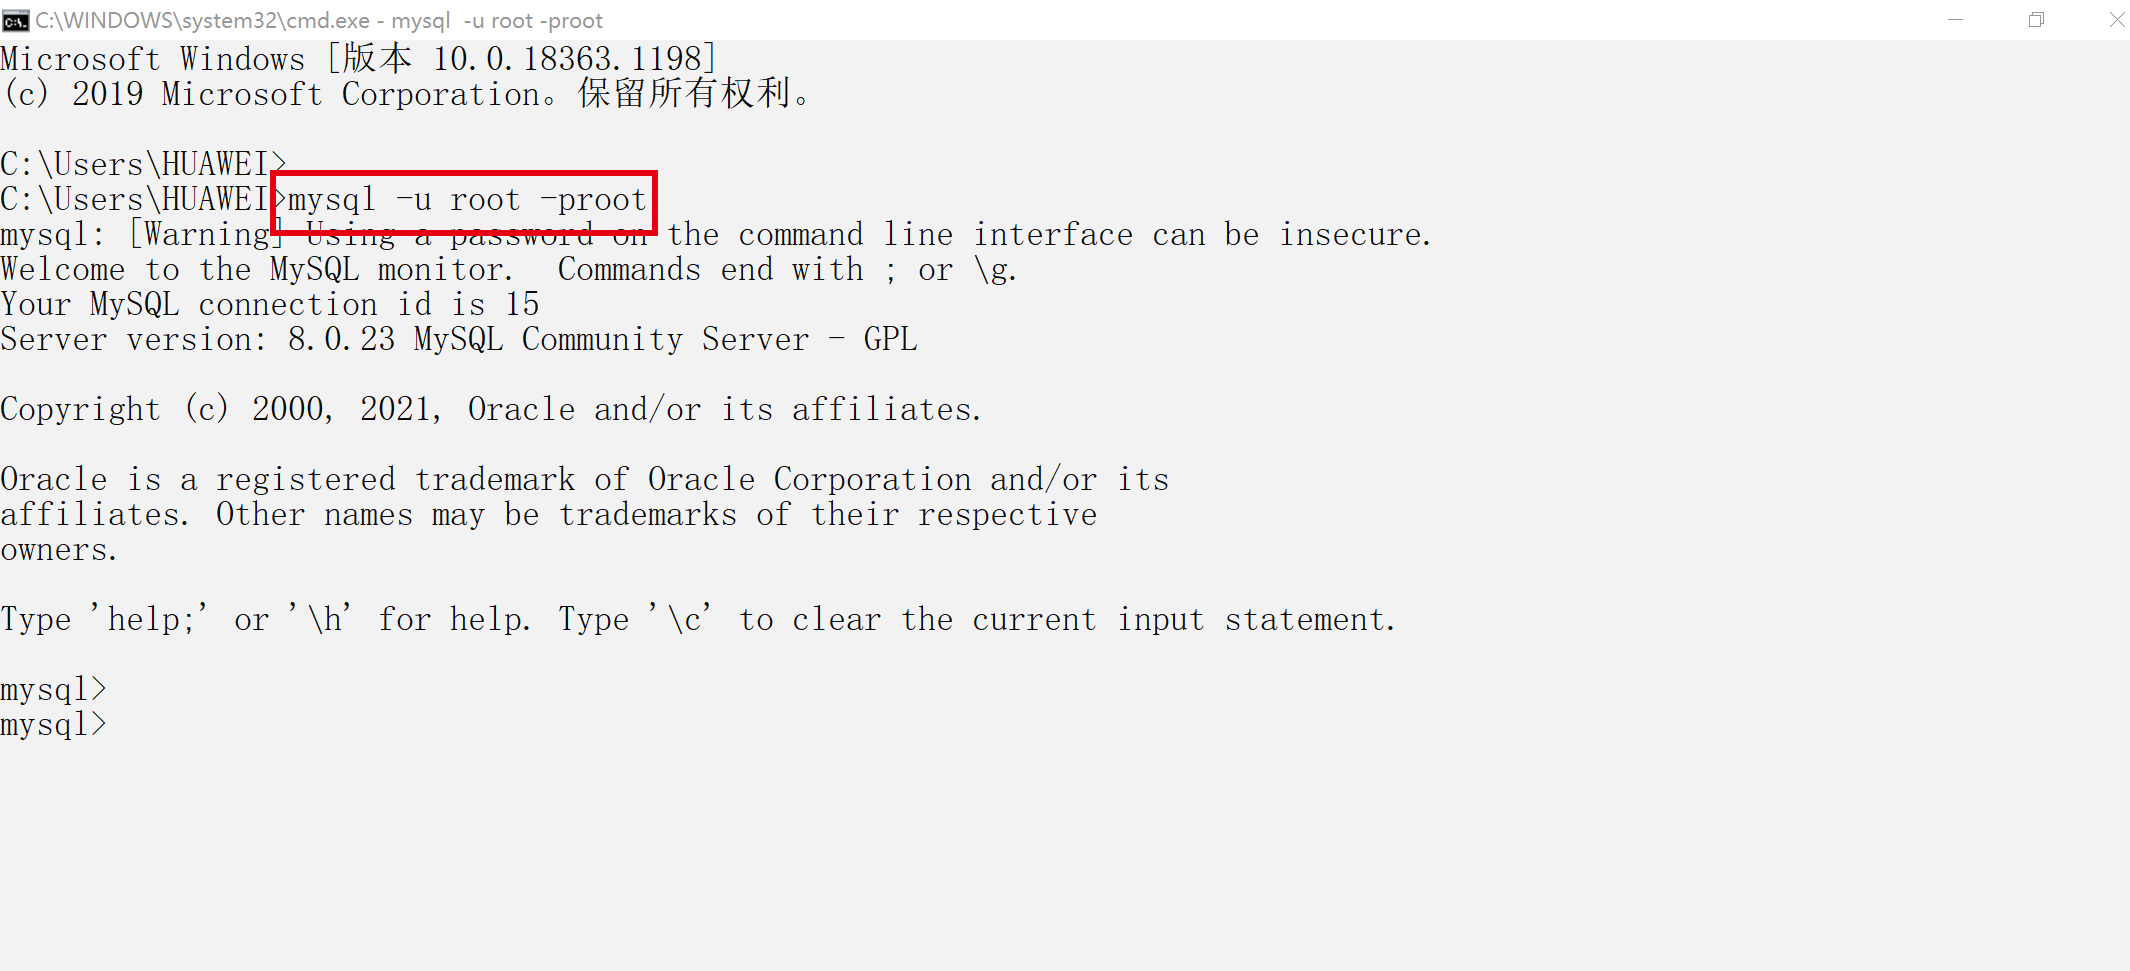 C:\WINDOWS\system32\cmd.exe - mysql  -u root -proot
Microsoft Windows [版本 10.0.18363.1198]
(c) 2019 Microsoft Corporation。保留所有权利。
C:\Users\HUAWEI>
C:\Users\HUAWEI>mysql -u root -proot
mysql: [Warning] Using a password on the command line interface can be insecure.
Welcome to the MySQL monitor.  Commands end with ; or \g.
Your MySQL connection id is 15
Server version: 8.0.23 MySQL Community Server - GPL
Copyright (c) 2000, 2021, Oracle and/or its affiliates.
Oracle is a registered trademark of Oracle Corporation and/or its
affiliates. Other names may be trademarks of their respective
owners.
Type 'help;' or '\h' for help. Type '\c' to clear the current input statement.
mysql>
mysql>